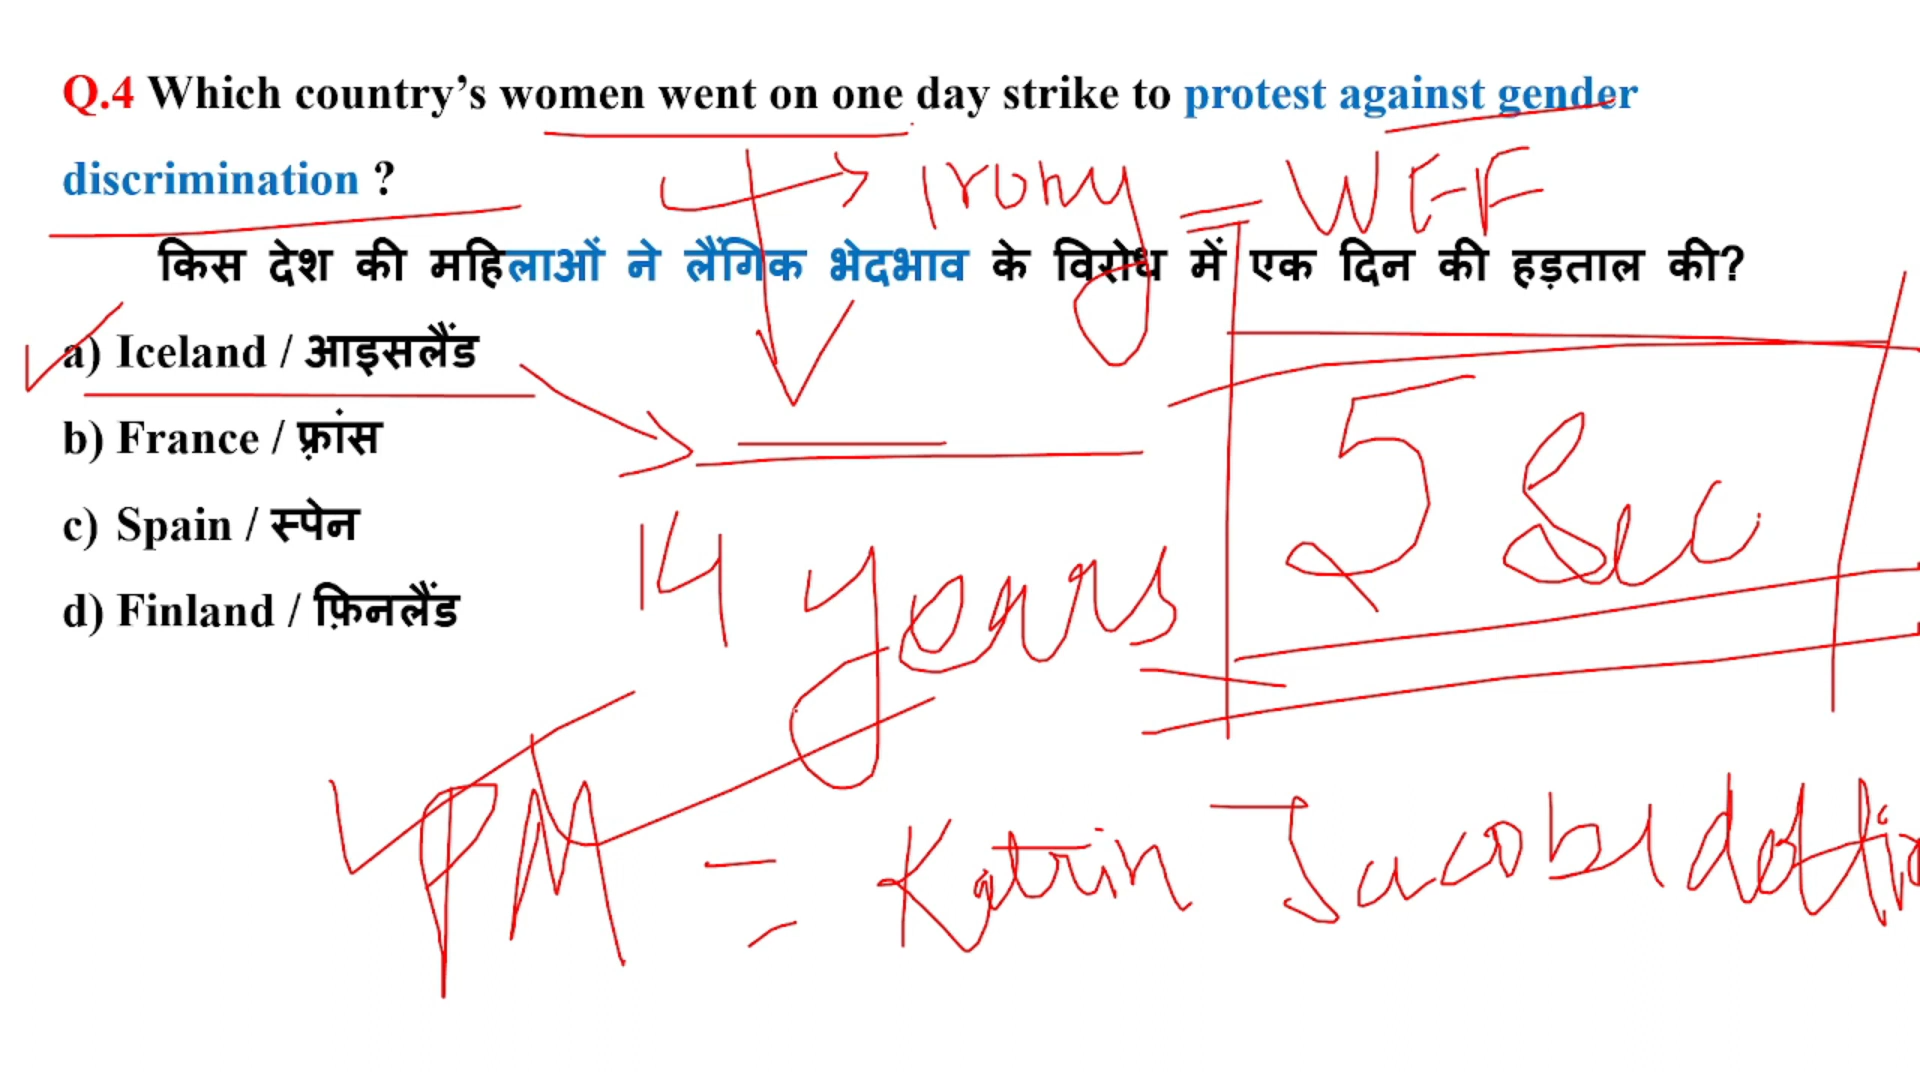 Q.4 Which country's women went on one day strike to protest against gender
discrimination ?
Irony = WEF
किस देश की महिलाओं ने लैंगिक भेदभाव के विरोध में एक दिन की हड़ताल की?
a) Iceland / आइसलैंड
b) France / फ़्रांस
c) Spain / स्पेन
d) Finland / फ़िनलैंड
5 Sec
14 years
PM = Katrin Jacobsdottir